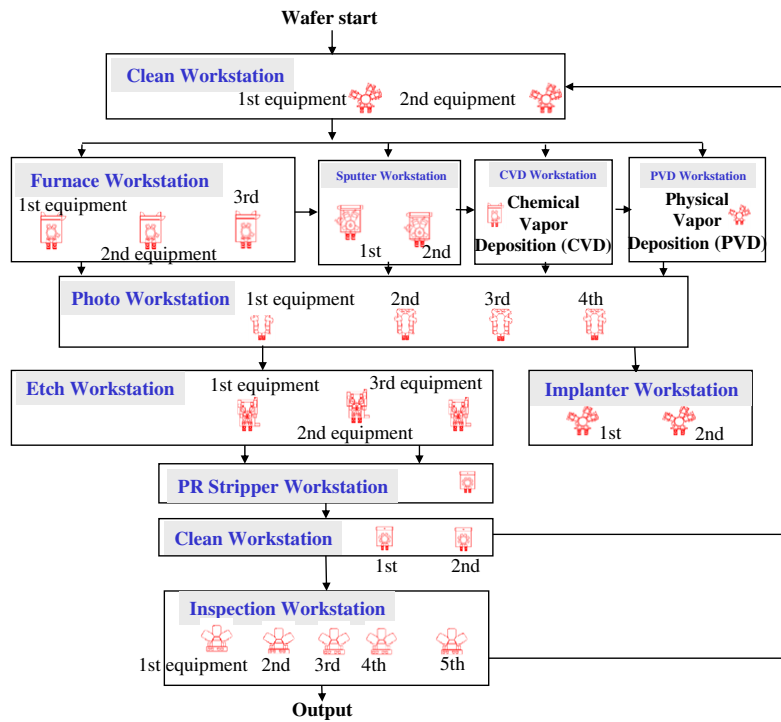 Wafer start
Clean Workstation
1st equipment
2nd equipment
Furnace Workstation
1st equipment
3rd
2nd equipment
Sputter Workstation
1st
2nd
CVD Workstation
Chemical
Vapor
Deposition (CVD)
PVD Workstation
Physical
Vapor
Deposition (PVD)
Photo Workstation
1st equipment
2nd
3rd
4th
Etch Workstation
1st equipment
3rd equipment
2nd equipment
Implanter Workstation
1st
2nd
PR Stripper Workstation
Clean Workstation
1st
2nd
Inspection Workstation
1st equipment
2nd
3rd
4th
5th
Output